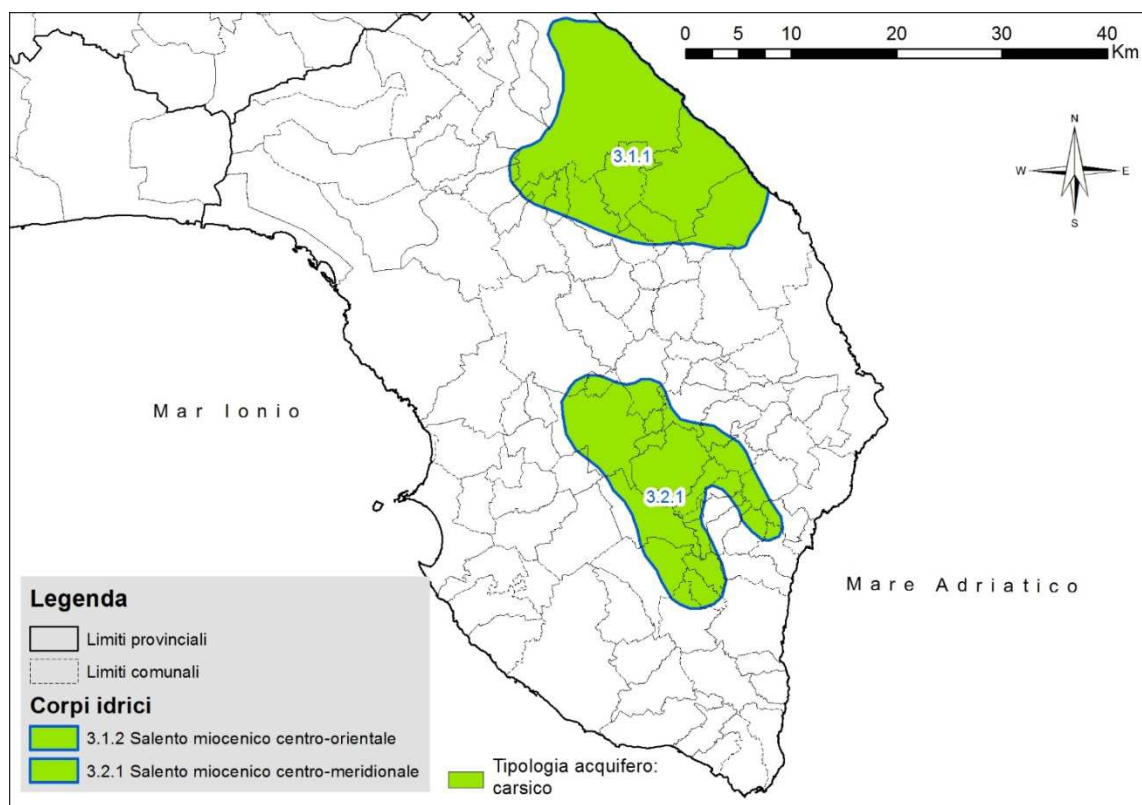 0 5 10 20 30 40
Km
3.1.1
N
W E
S
Mar Ionio
3.2.1
Mare Adriatico
Legenda
Limiti provinciali
Limiti comunali
Corpi idrici
3.1.2 Salento miocenico centro-orientale
3.2.1 Salento miocenico centro-meridionale
Tipologia acquifero:
carsico